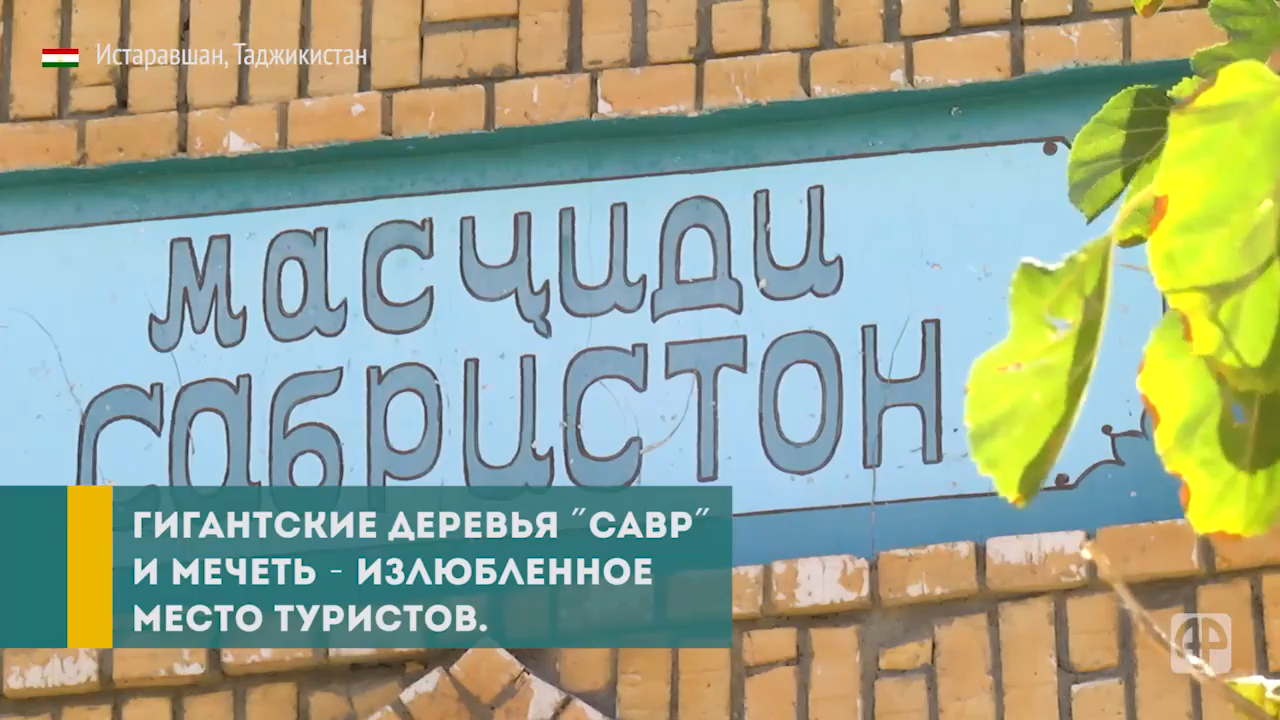 Истаравшан, Таджикистан
масҷиди
сабристон
ГИГАНТСКИЕ ДЕРЕВЬЯ "САВР"
И МЕЧЕТЬ - ИЗЛЮБЛЕННОЕ
МЕСТО ТУРИСТОВ.